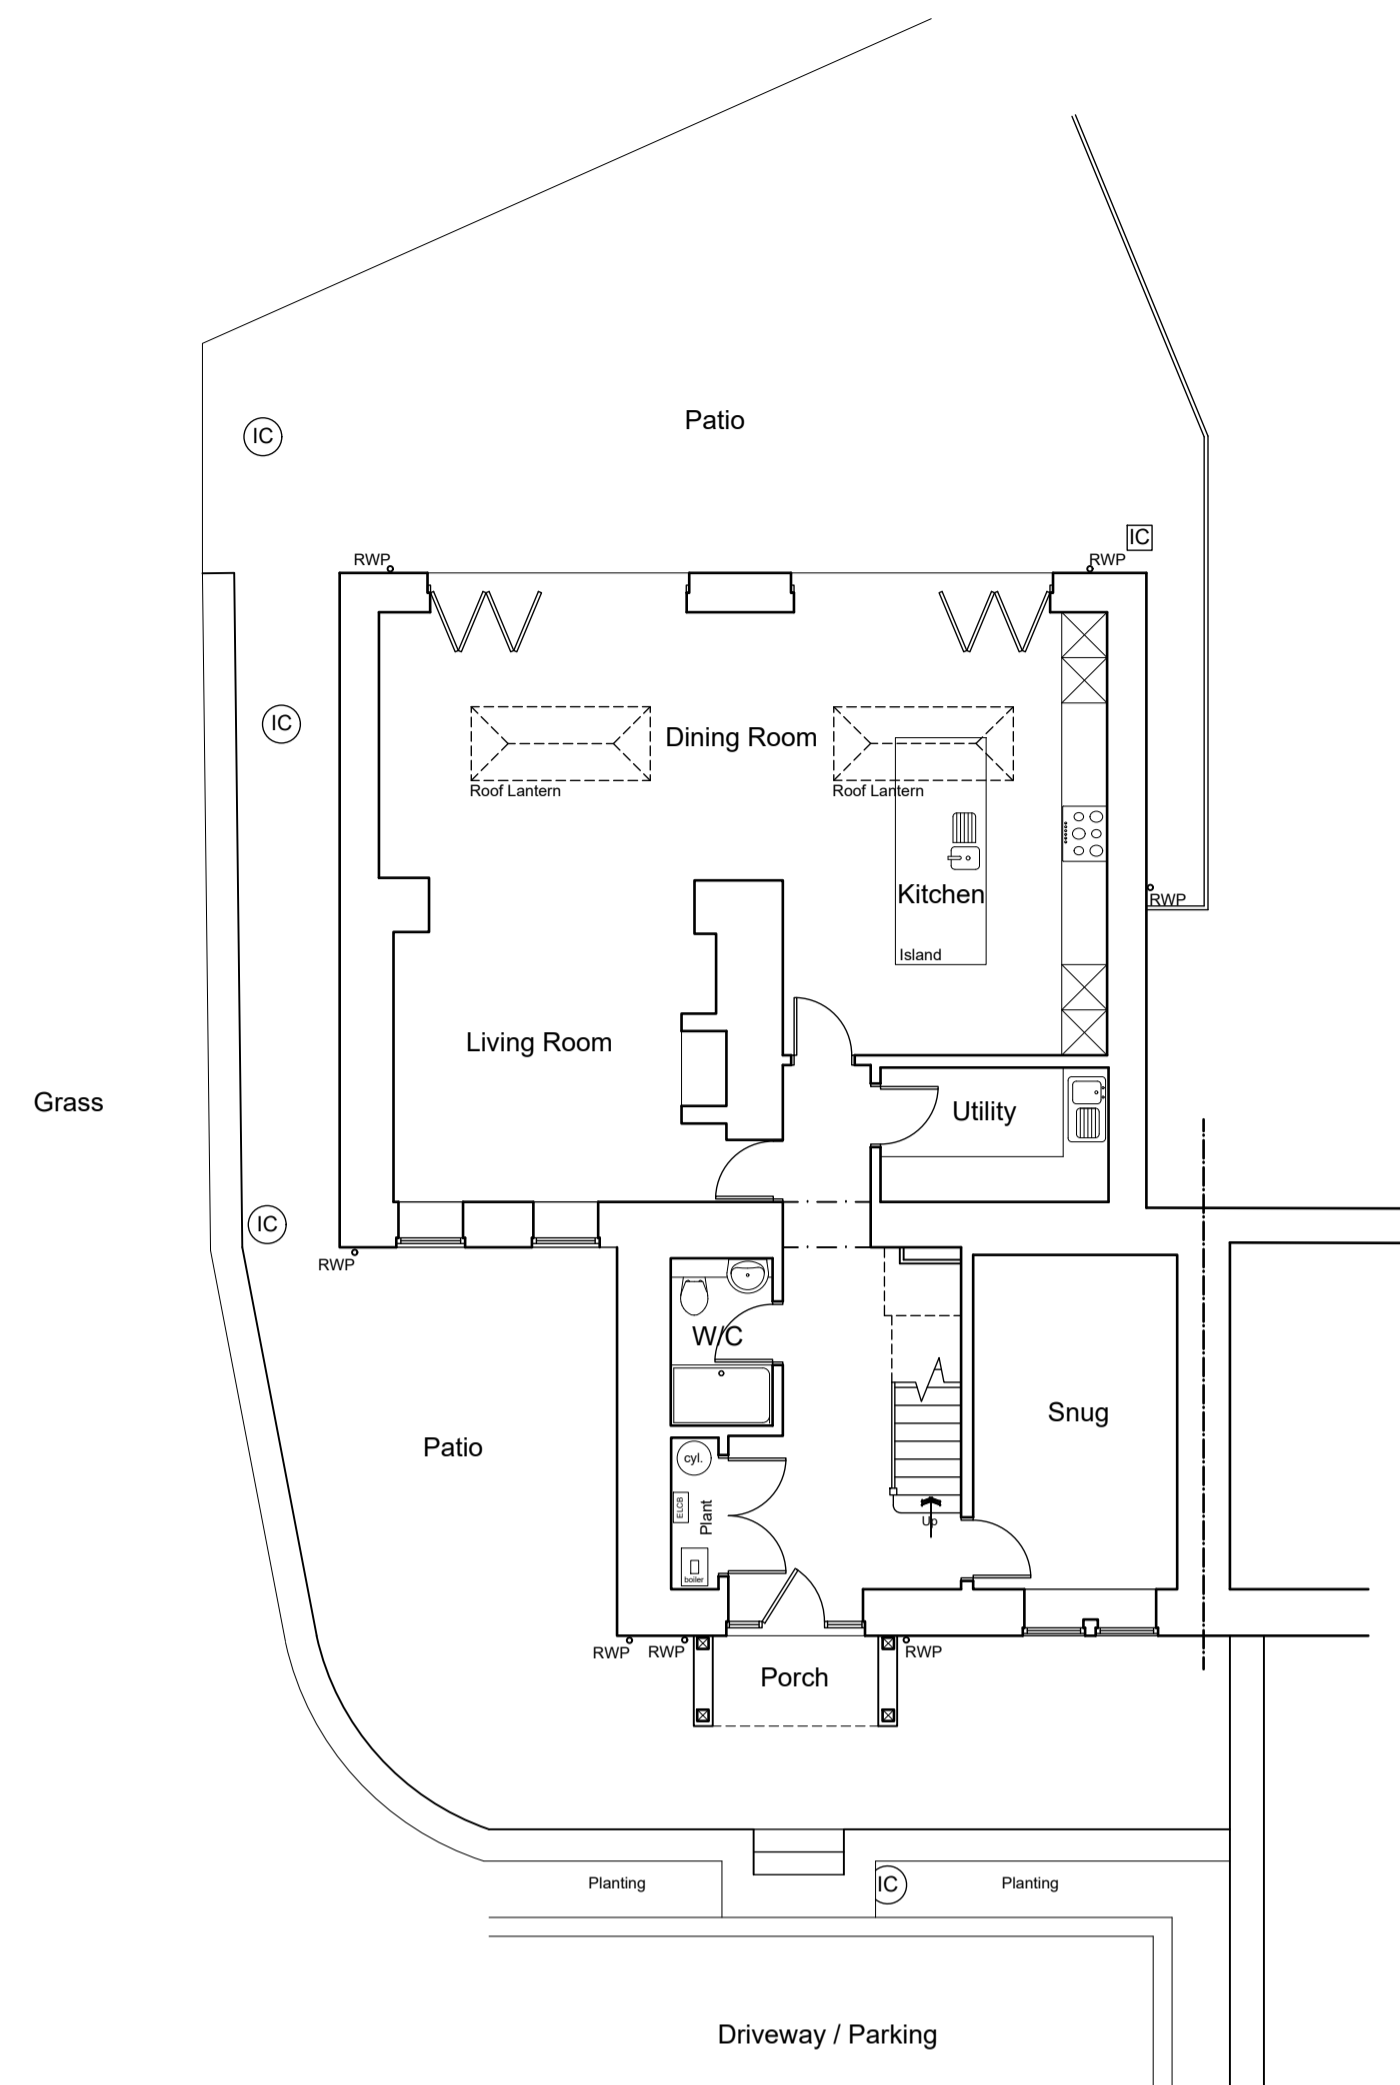 Patio
IC
IC
RWP
RWP
IC
Dining Room
Roof Lantern
Roof Lantern
Kitchen
RWP
Island
Living Room
Grass
Utility
IC
RWP
W/C
Snug
Patio
cyl.
ELCB
Plant
Up
boiler
RWP
RWP
RWP
Porch
Planting
IC
Planting
Driveway / Parking